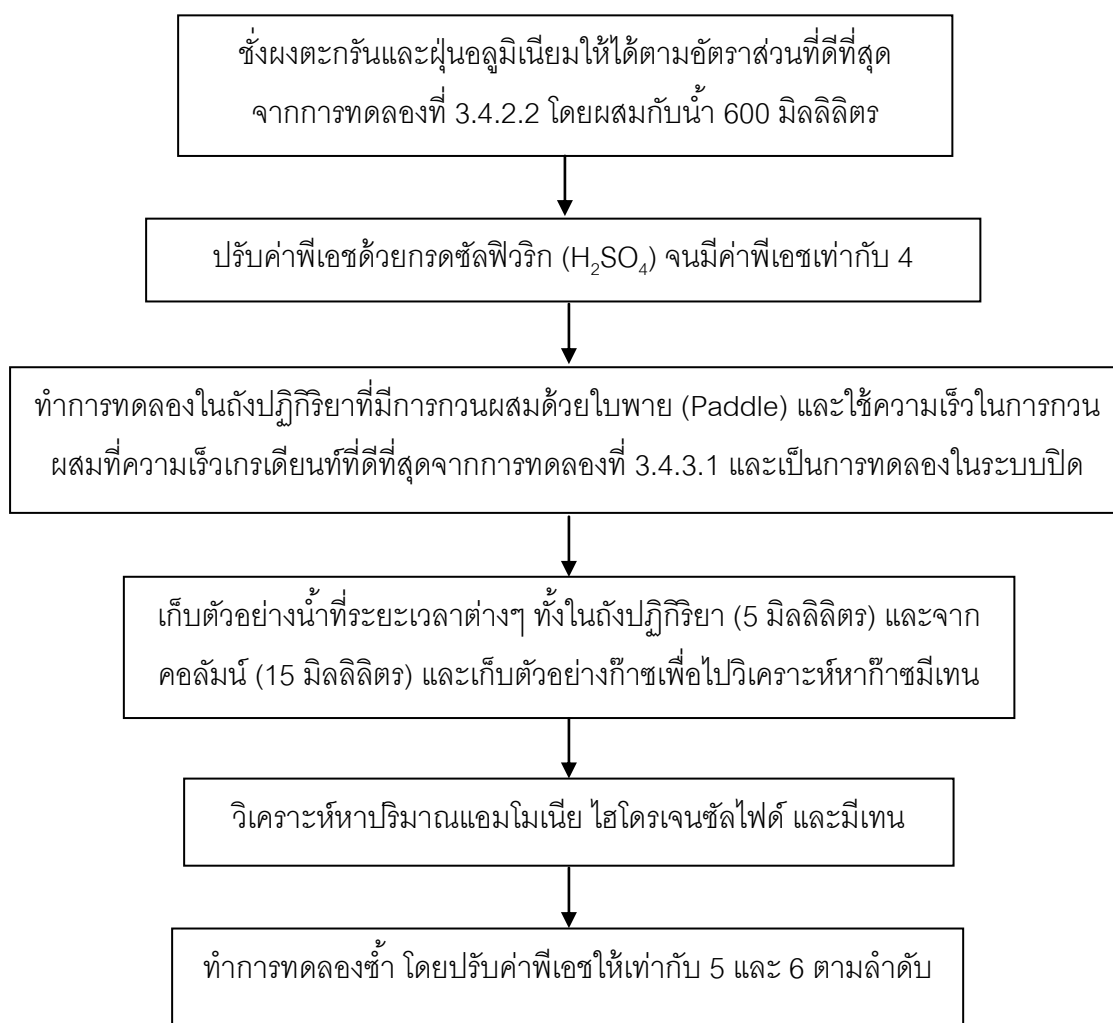 ชั่งผงตะกรันและฝุ่นอลูมิเนียมให้ได้ตามอัตราส่วนที่ดีที่สุด
จากการทดลองที่ 3.4.2.2 โดยผสมกับน้ำ 600 มิลลิลิตร
ปรับค่าพีเอชด้วยกรดซัลฟิวริก (H₂SO₄) จนมีค่าพีเอชเท่ากับ 4
ทำการทดลองในถังปฏิกิริยาที่มีการกวนผสมด้วยใบพาย (Paddle) และใช้ความเร็วในการกวน
ผสมที่ความเร็วเกรเดียนท์ที่ดีที่สุดจากการทดลองที่ 3.4.3.1 และเป็นการทดลองในระบบปิด
เก็บตัวอย่างน้ำที่ระยะเวลาต่างๆ ทั้งในถังปฏิกิริยา (5 มิลลิลิตร) และจาก
คอลัมน์ (15 มิลลิลิตร) และเก็บตัวอย่างก๊าซเพื่อไปวิเคราะห์หาก๊าซมีเทน
วิเคราะห์หาปริมาณแอมโมเนีย ไฮโดรเจนซัลไฟด์ และมีเทน
ทำการทดลองซ้ำ โดยปรับค่าพีเอชให้เท่ากับ 5 และ 6 ตามลำดับ